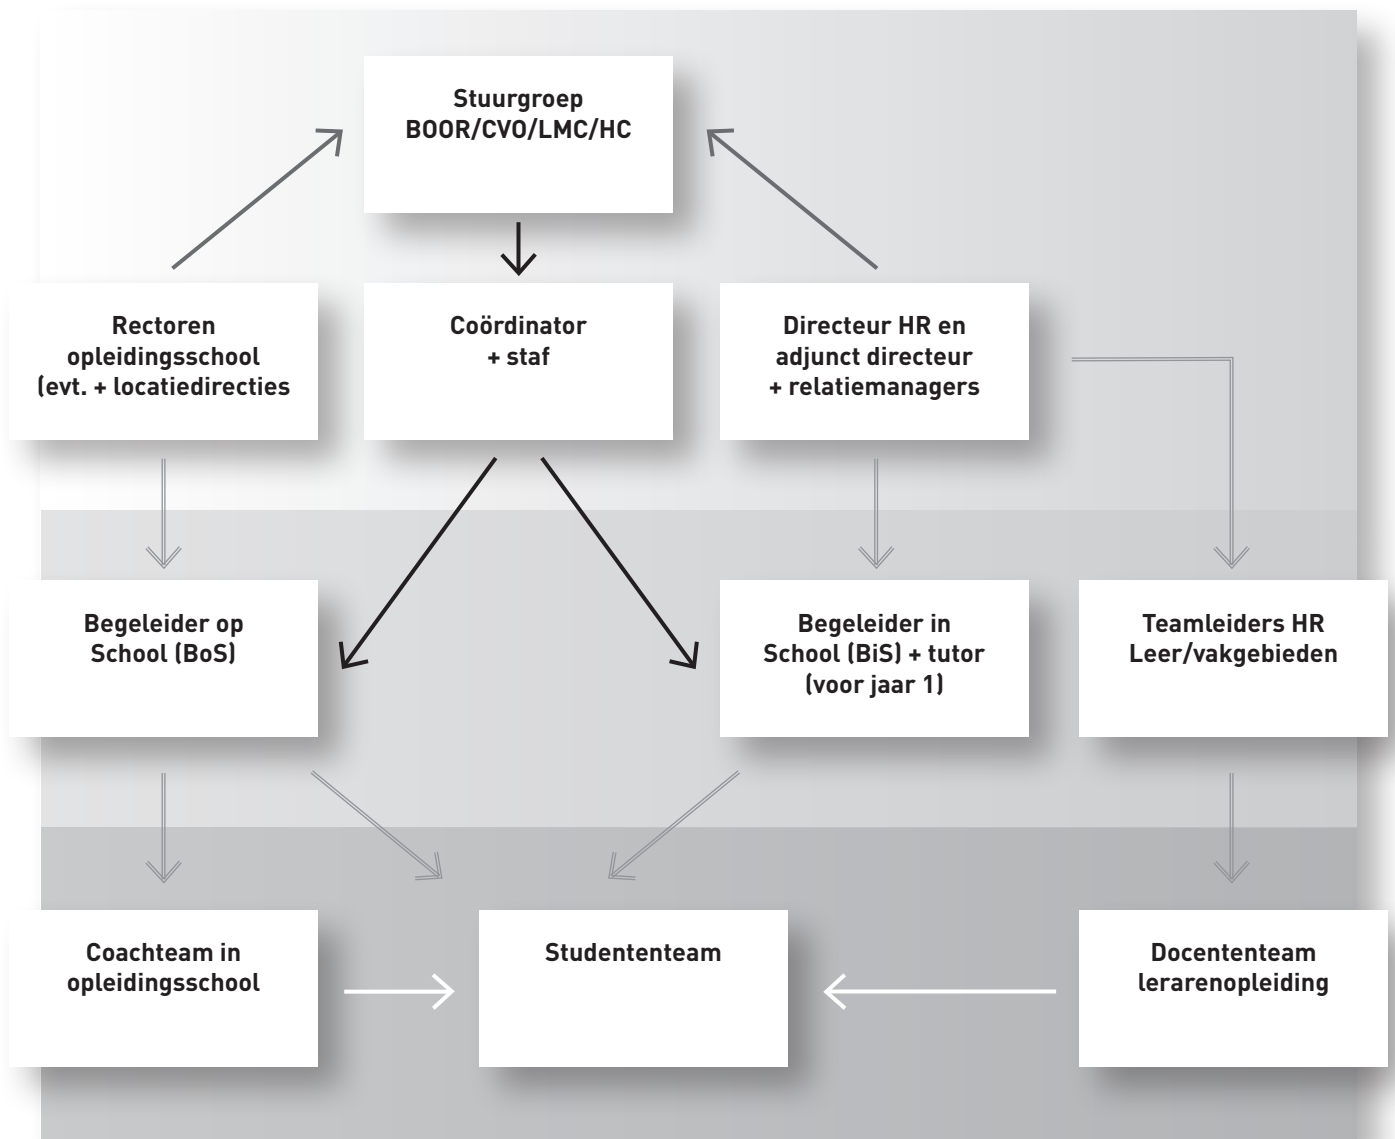 Stuurgroep
BOOR/CVO/LMC/HC
Rectoren
opleidingsschool
(evt. + locatiedirecties
Coördinator
+ staf
Directeur HR en
adjunct directeur
+ relatiemanagers
Begeleider op
School (BoS)
Begeleider in
School (BiS) + tutor
(voor jaar 1)
Teamleiders HR
Leer/vakgebieden
Coachteam in
opleidingsschool
Studententeam
Docententeam
lerarenopleiding